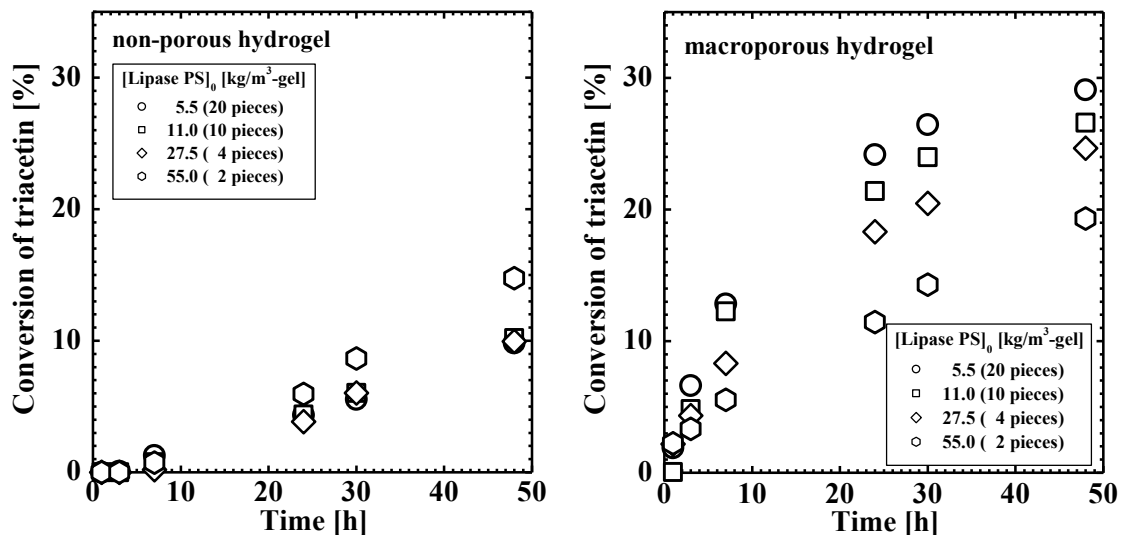 Conversion of triacetin [%]
30
20
10
0
non-porous hydrogel
[Lipase PS]0 [kg/m3-gel]
5.5 (20 pieces)
11.0 (10 pieces)
27.5 ( 4 pieces)
55.0 ( 2 pieces)
0 10 20 30 40 50
Time [h]
Conversion of triacetin [%]
30
20
10
0
macroporous hydrogel
[Lipase PS]0 [kg/m3-gel]
5.5 (20 pieces)
11.0 (10 pieces)
27.5 ( 4 pieces)
55.0 ( 2 pieces)
0 10 20 30 40 50
Time [h]